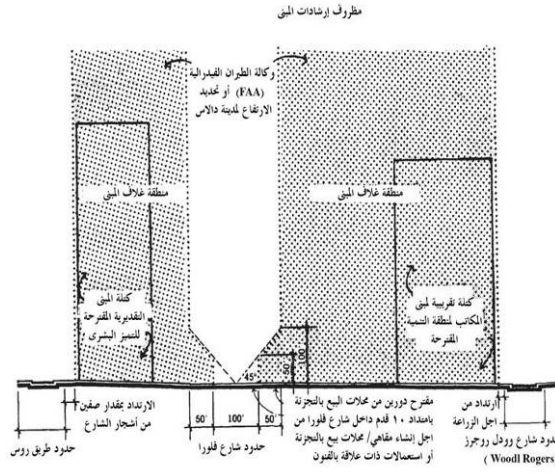 مظروف إرشادات المبنى
وكالة الطيران الفيدرالية
(FAA) أو تحديد
الارتفاع لمدينة دالاس
منطقة غلاف المبنى
منطقة غلاف المبنى
كتلة المبنى
التقديرية المقترحة
للتميز البشرى
كتلة تقريبية لمبنى
المكاتب لمنطقة التنمية
المقترحة
45°
60
100
50'
100'
50'
الارتداد بمقدار صفين
من أشجار الشارع
حدود طريق روس
حدود شارع فلورا
مقترح دورين من محلات البيع بالتجزئة
بامتداد ١٠ قدم داخل شارع فلورا من
اجل إنشاء مقاهي/ محلات بيع بالتجزئة
أو استعمالات ذات علاقة بالفنون
ارتداد من
اجل الزراعة
حدود شارع وودل روجرز
(Woodl Rogers